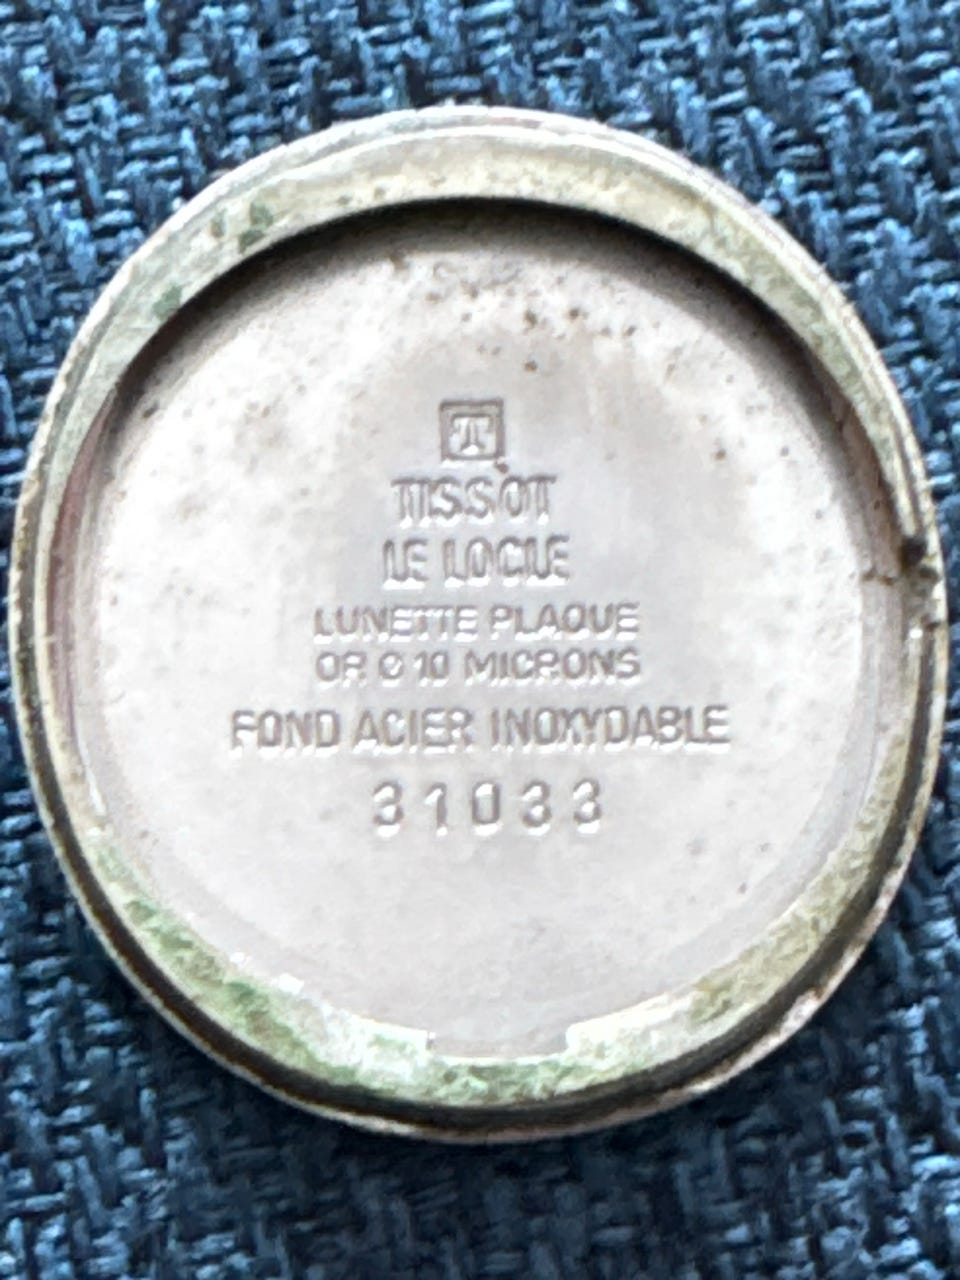 T
TISSOT
LE LOCLE
LUNETTE PLAQUE
OR G 10 MICRONS
FOND ACIER INOXYDABLE
31033